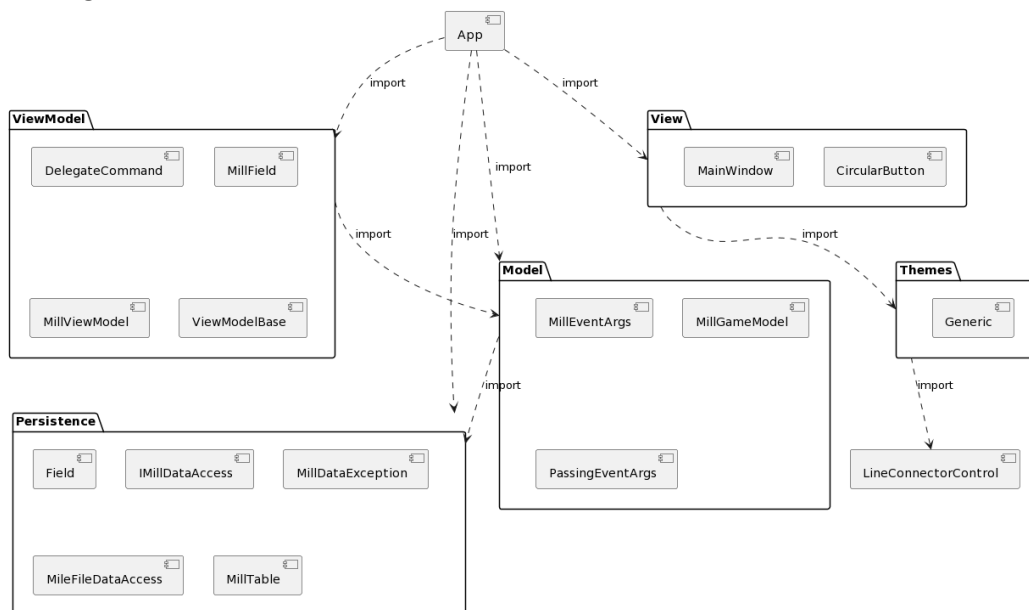 App
import
import
ViewModel
View
DelegateCommand
MillField
MainWindow
CircularButton
import
import
import
import
Model
Themes
MillViewModel
ViewModelBase
MillEventArgs
MillGameModel
Generic
import
import
Persistence
Field
IMillDataAccess
MillDataException
PassingEventArgs
LineConnectorControl
MileFileDataAccess
MillTable